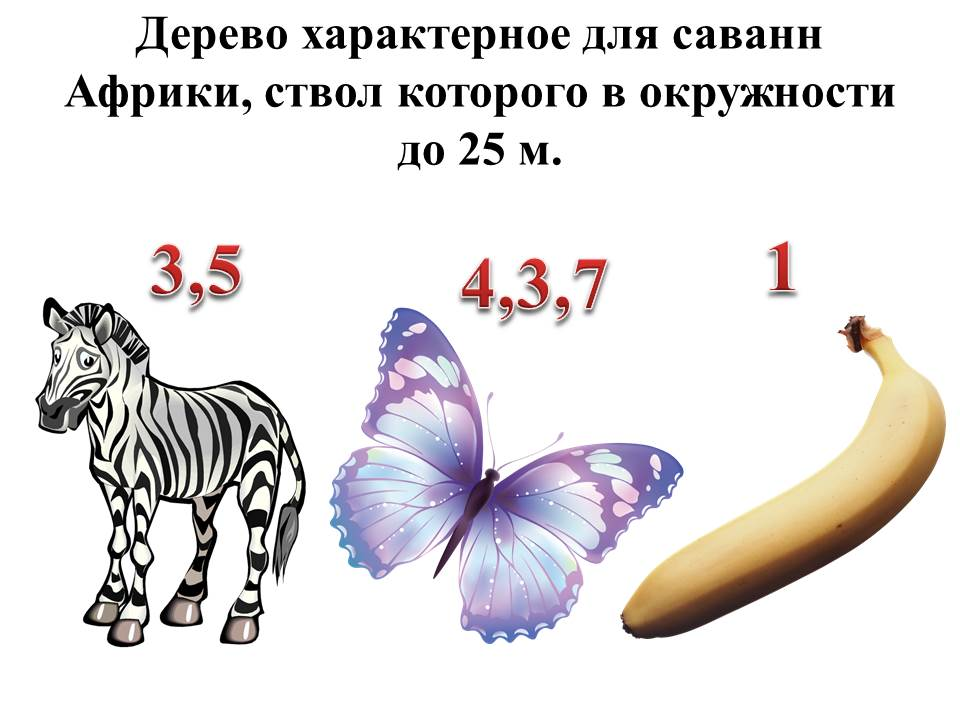 Дерево характерное для саванн
Африки, ствол которого в окружности
до 25 м.
3,5
4,3,7
1